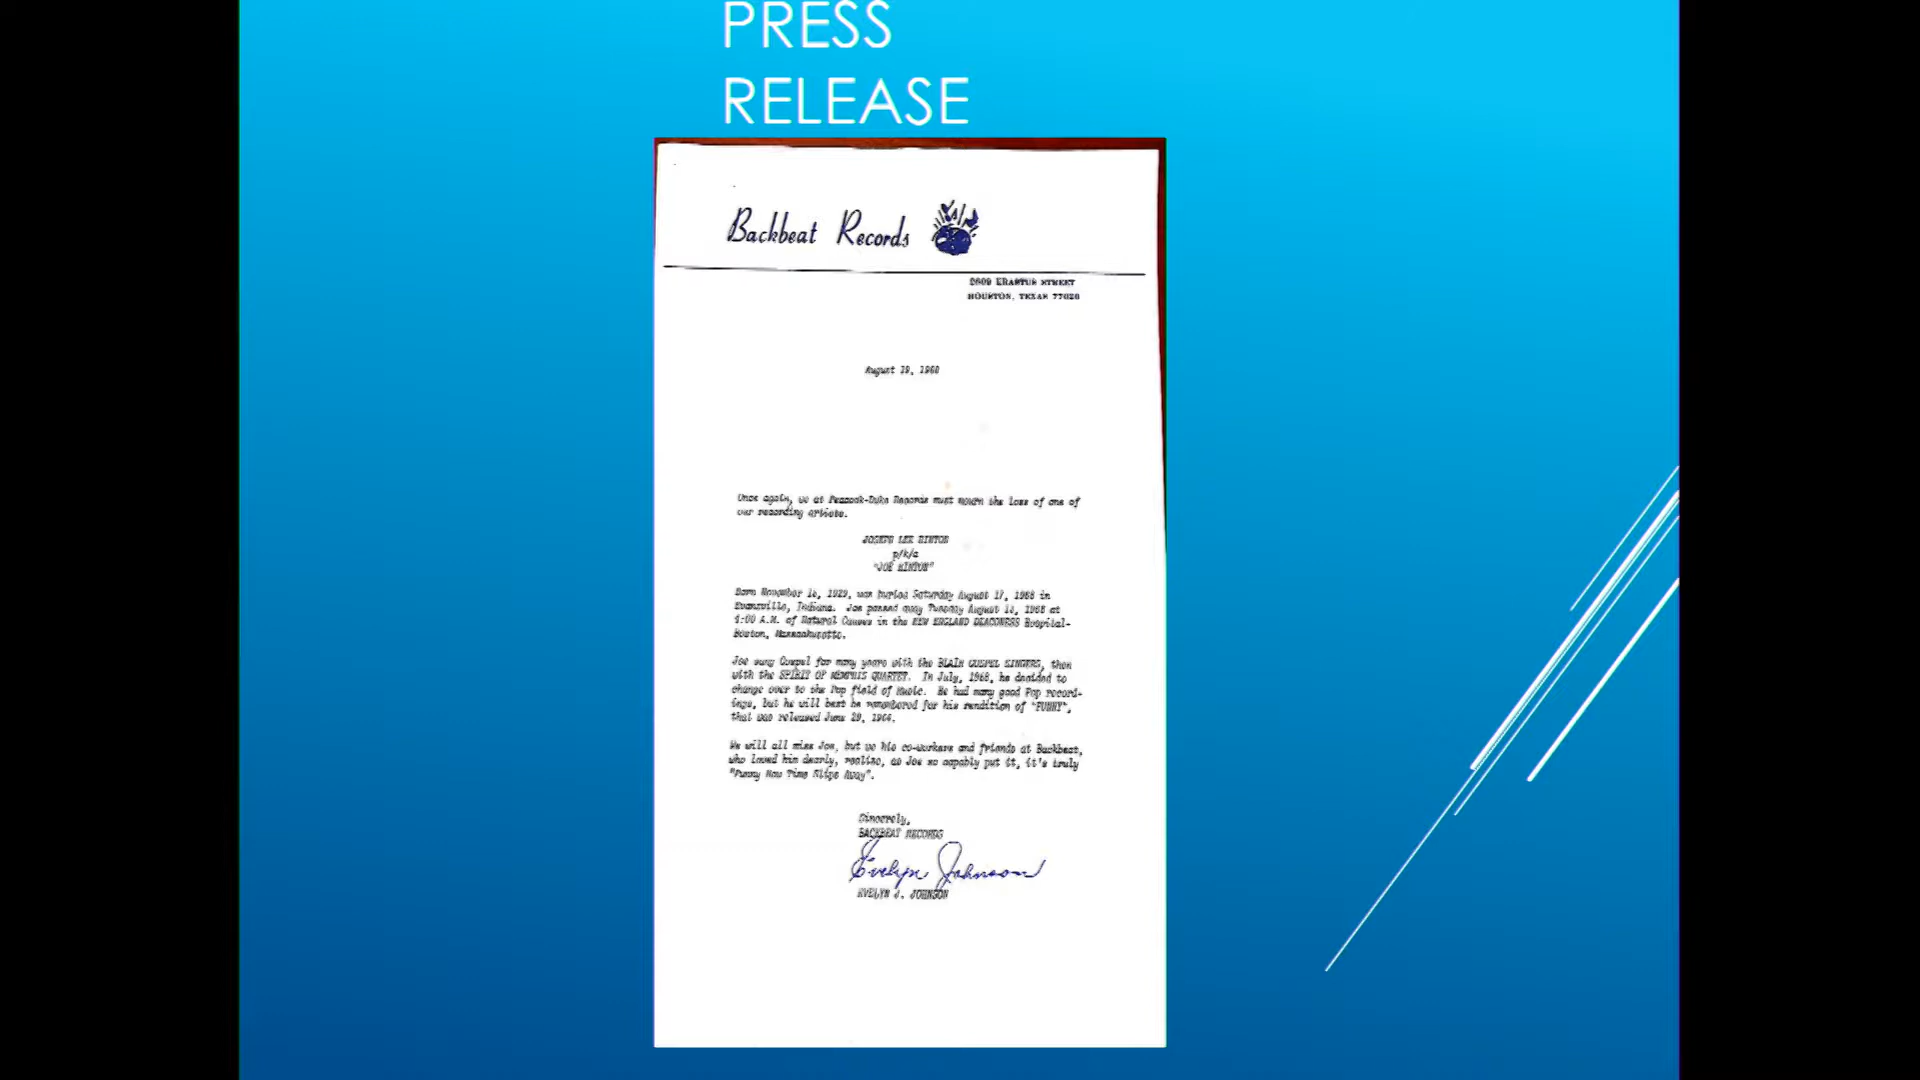 PRESS
RELEASE
Backbeat Records
2809 ERASTUS STREET
HOUSTON, TEXAS 77026
August 19, 1968
Once again, we at Peacock-Duke Records must mourn the loss of one of
our recording artists.
JOSEPH LEE HINTON
p/k/a
"JOE HINTON"
Born November 15, 1929, was buried Saturday August 17, 1968 in
Evansville, Indiana. Joe passed away Tuesday August 13, 1968 at
4:00 A.M. of Natural Causes in the NEW ENGLAND DEACONESS Hospital-
Boston, Massachusetts.
Joe sung Gospel for many years with the BLAIR GOSPEL SINGERS, then
with the SPIRIT OF MEMPHIS QUARTET. In July, he decided to
change over to the Pop field of Music. He had many good Pop record-
ings, but he will best be remembered for his rendition of "FUNNY",
that was released June 29, 1964.
We will all miss Joe, but we his co-workers and friends at Backbeat,
who loved him dearly, realize, as Joe so capably put it, it's truly
"Funny How Time Slips Away".
Sincerely,
BACKBEAT RECORDS
Evelyn Johnson
EVELYN J. JOHNSON